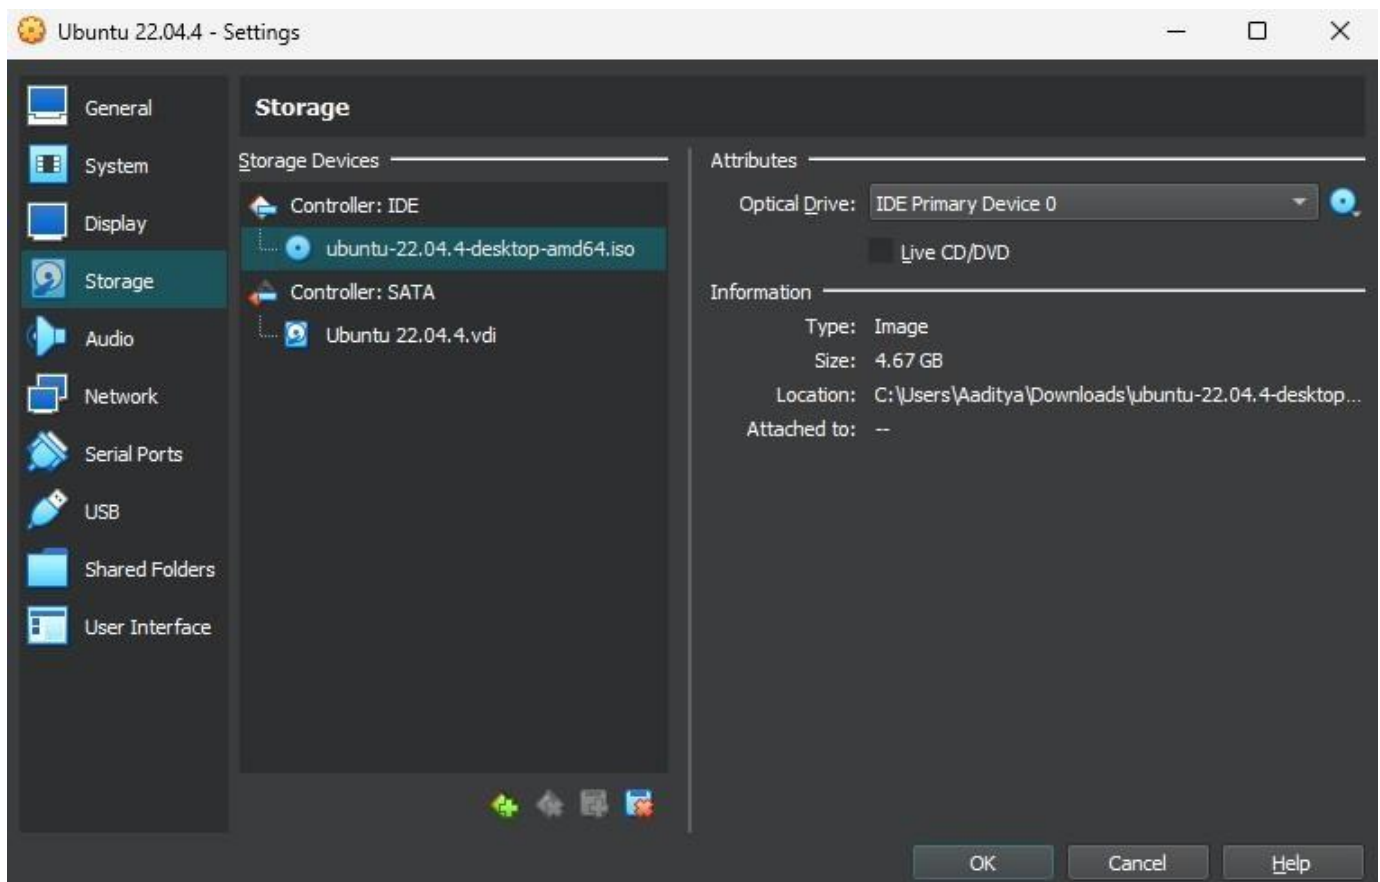 Ubuntu 22.04.4 - Settings
General
System
Display
Storage
Audio
Network
Serial Ports
USB
Shared Folders
User Interface
Storage
Storage Devices
Controller: IDE
ubuntu-22.04.4-desktop-amd64.iso
Controller: SATA
Ubuntu 22.04.4.vdi
Attributes
Optical Drive: IDE Primary Device 0
Live CD/DVD
Information
Type: Image
Size: 4.67 GB
Location: C:\Users\Aaditya\Downloads\ubuntu-22.04.4-desktop...
Attached to: --
OK Cancel Help